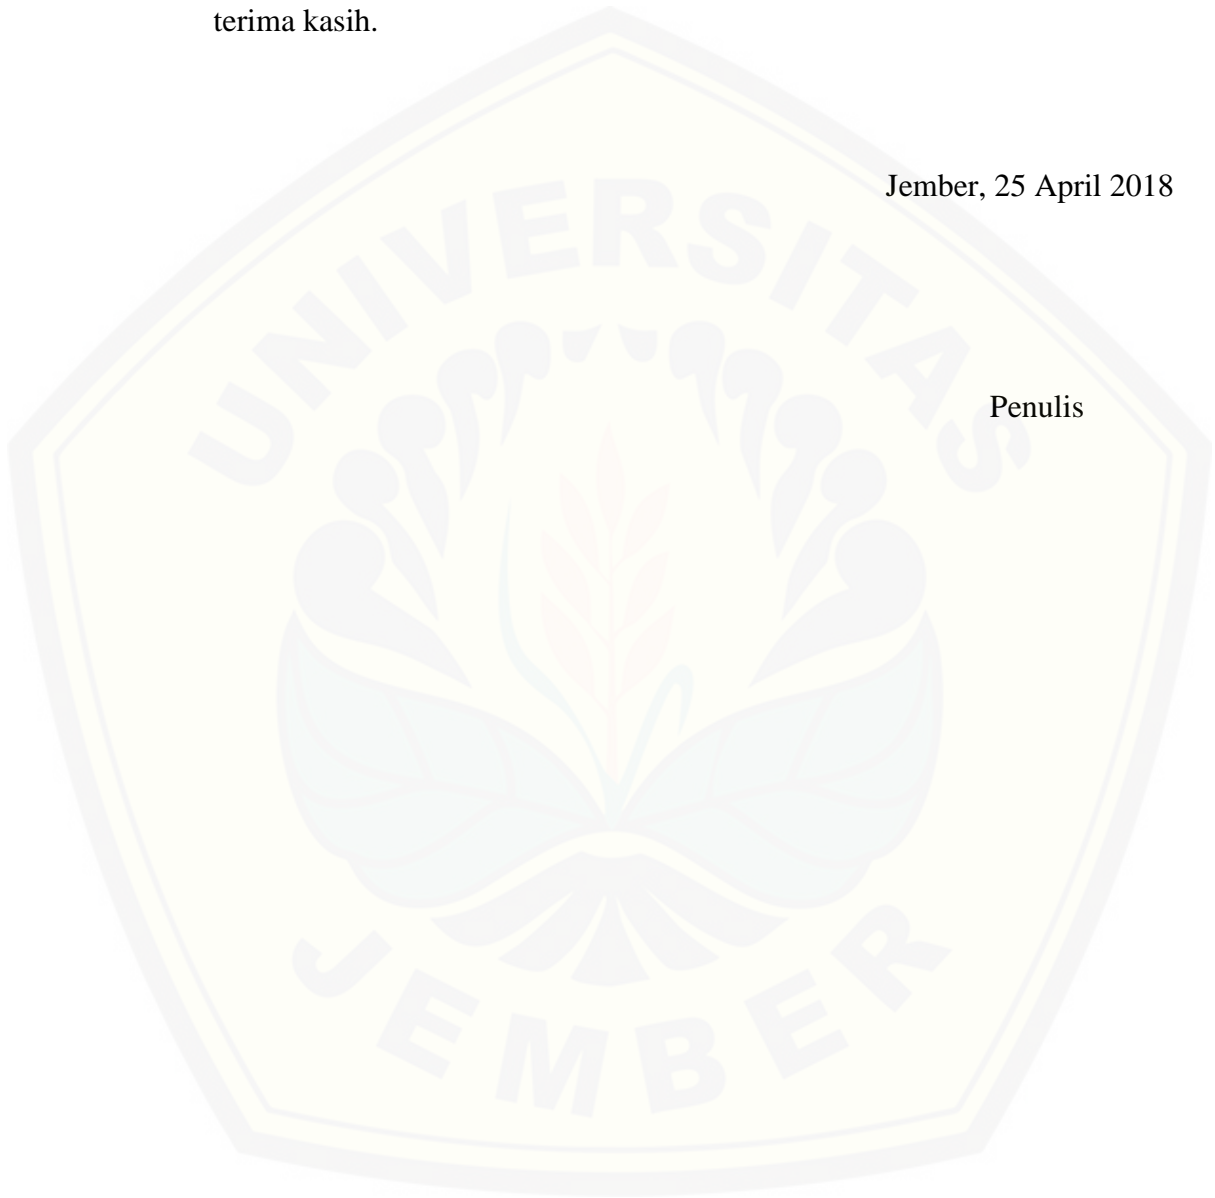 terima kasih.
Jember, 25 April 2018
UNIVERSITAS
Penulis
JEMBER